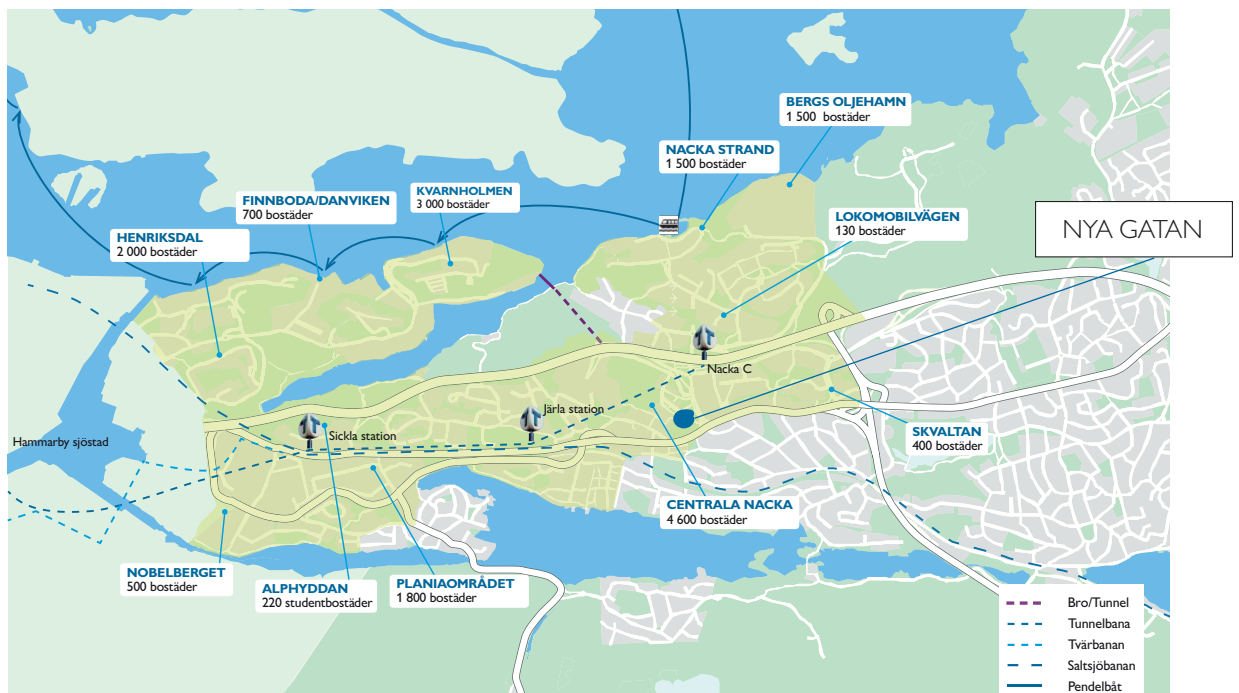 BERGS OLJEHAMN
1 500 bostäder
NACKA STRAND
1 500 bostäder
KVARNHOLMEN
3 000 bostäder
FINNBODA/DANVIKEN
700 bostäder
LOKOMOBILVÄGEN
130 bostäder
NYA GATAN
HENRIKSDAL
2 000 bostäder
Nacka C
Järla station
Sickla station
Hammarby sjöstad
SKVALTAN
400 bostäder
CENTRALA NACKA
4 600 bostäder
NOBELBERGET
500 bostäder
ALPHYDDAN
220 studentbostäder
PLANIAOMRÅDET
1 800 bostäder
Bro/Tunnel
Tunnelbana
Tvärbanan
Saltsjöbanan
Pendelbåt